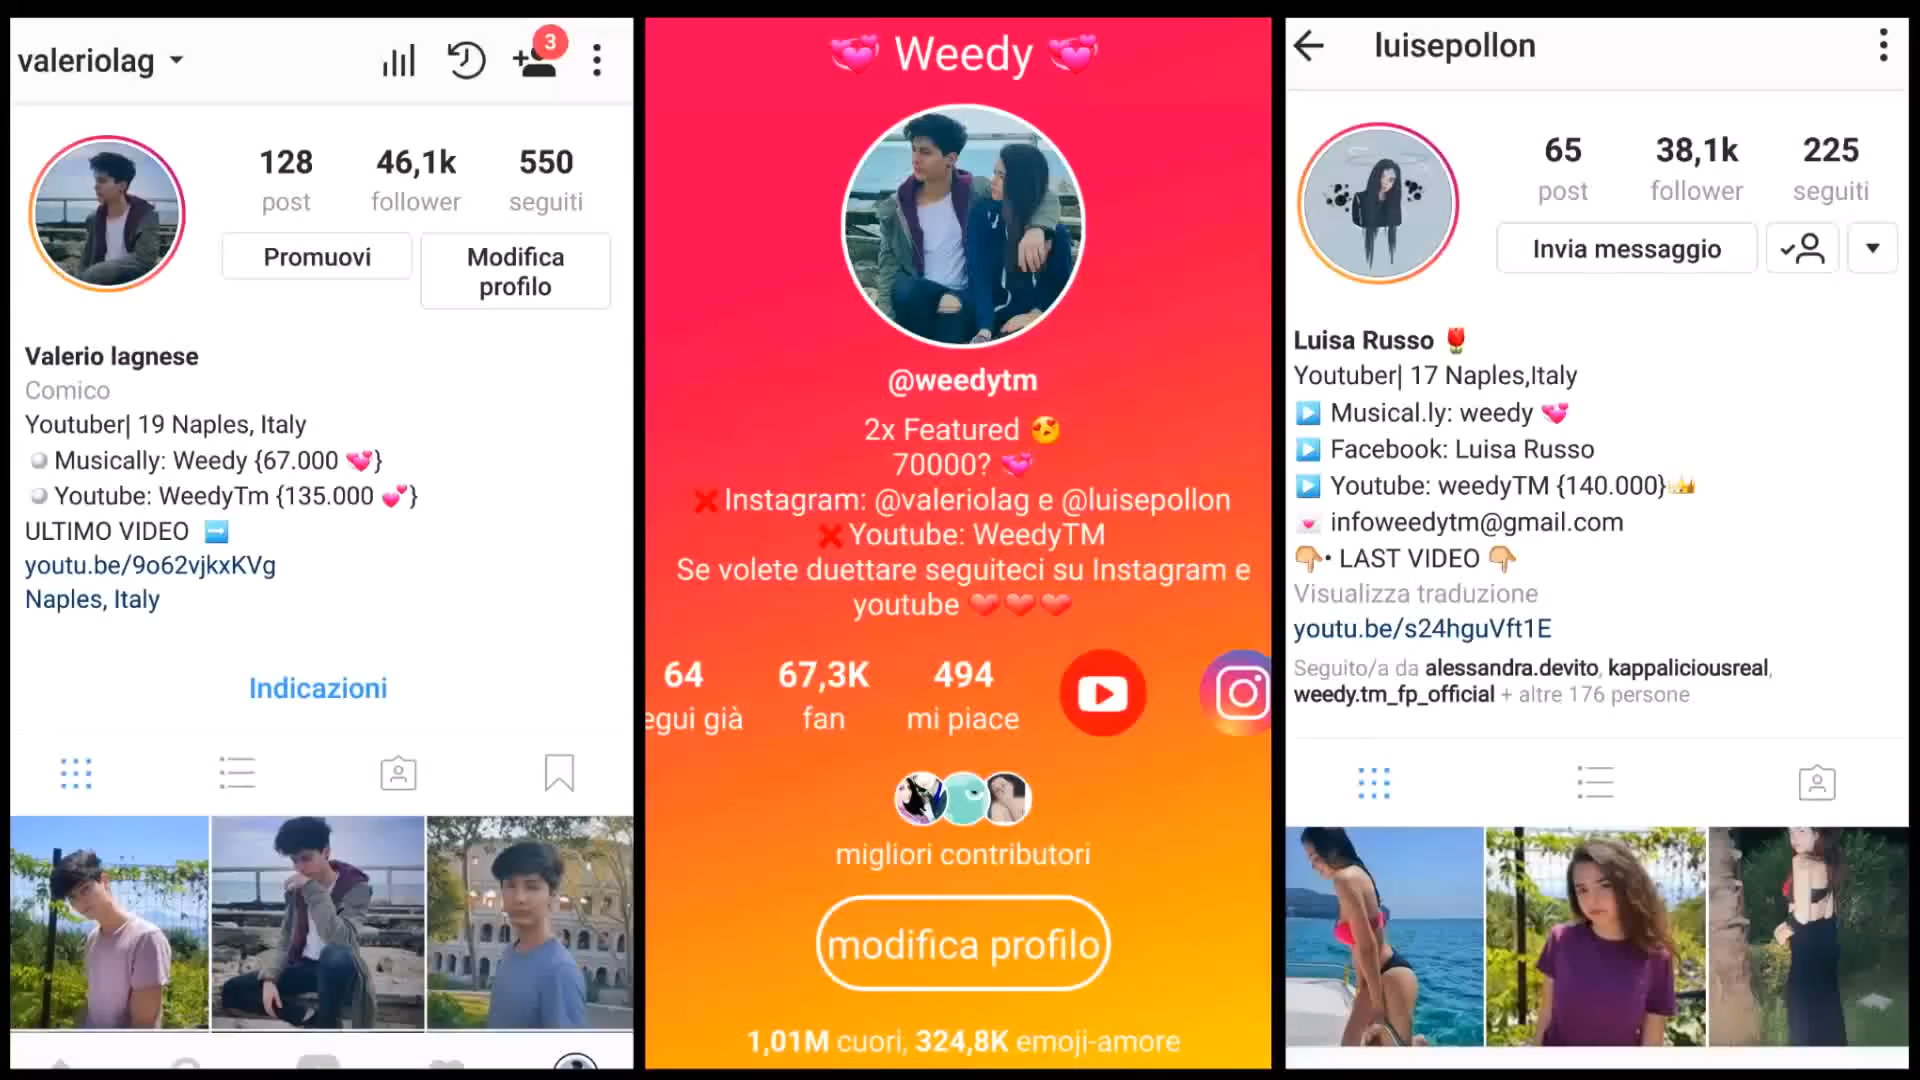 valeriolag
3
128
46,1k
550
post
follower
seguiti
Promuovi
Modifica
profilo
Valerio Iagnese
Comico
Youtuber| 19 Naples, Italy
Musically: Weedy {67.000 💞}
Youtube: WeedyTm {135.000 💕}
ULTIMO VIDEO ➡️
youtu.be/9o62vjkxKVg
Naples, Italy
Indicazioni
💞 Weedy 💞
@weedytm
2x Featured 😍
70000? 💞
❌ Instagram: @valeriolag e @luisepollon
❌ Youtube: WeedyTM
Se volete duettare seguiteci su Instagram e
youtube ❤❤❤
64
67,3K
494
egui già
fan
mi piace
migliori contributori
modifica profilo
1,01M cuori, 324,8K emoji-amore
luisepollon
65
38,1k
225
post
follower
seguiti
Invia messaggio
Luisa Russo 🌷
Youtuber| 17 Naples,Italy
▶️ Musical.ly: weedy 💞
▶️ Facebook: Luisa Russo
▶️ Youtube: weedyTM {140.000}👑
💌 infoweedytm@gmail.com
👇• LAST VIDEO 👇
Visualizza traduzione
youtu.be/s24hguVft1E
Seguito/a da alessandra.devito, kappaliciousreal,
weedy.tm_fp_official + altre 176 persone